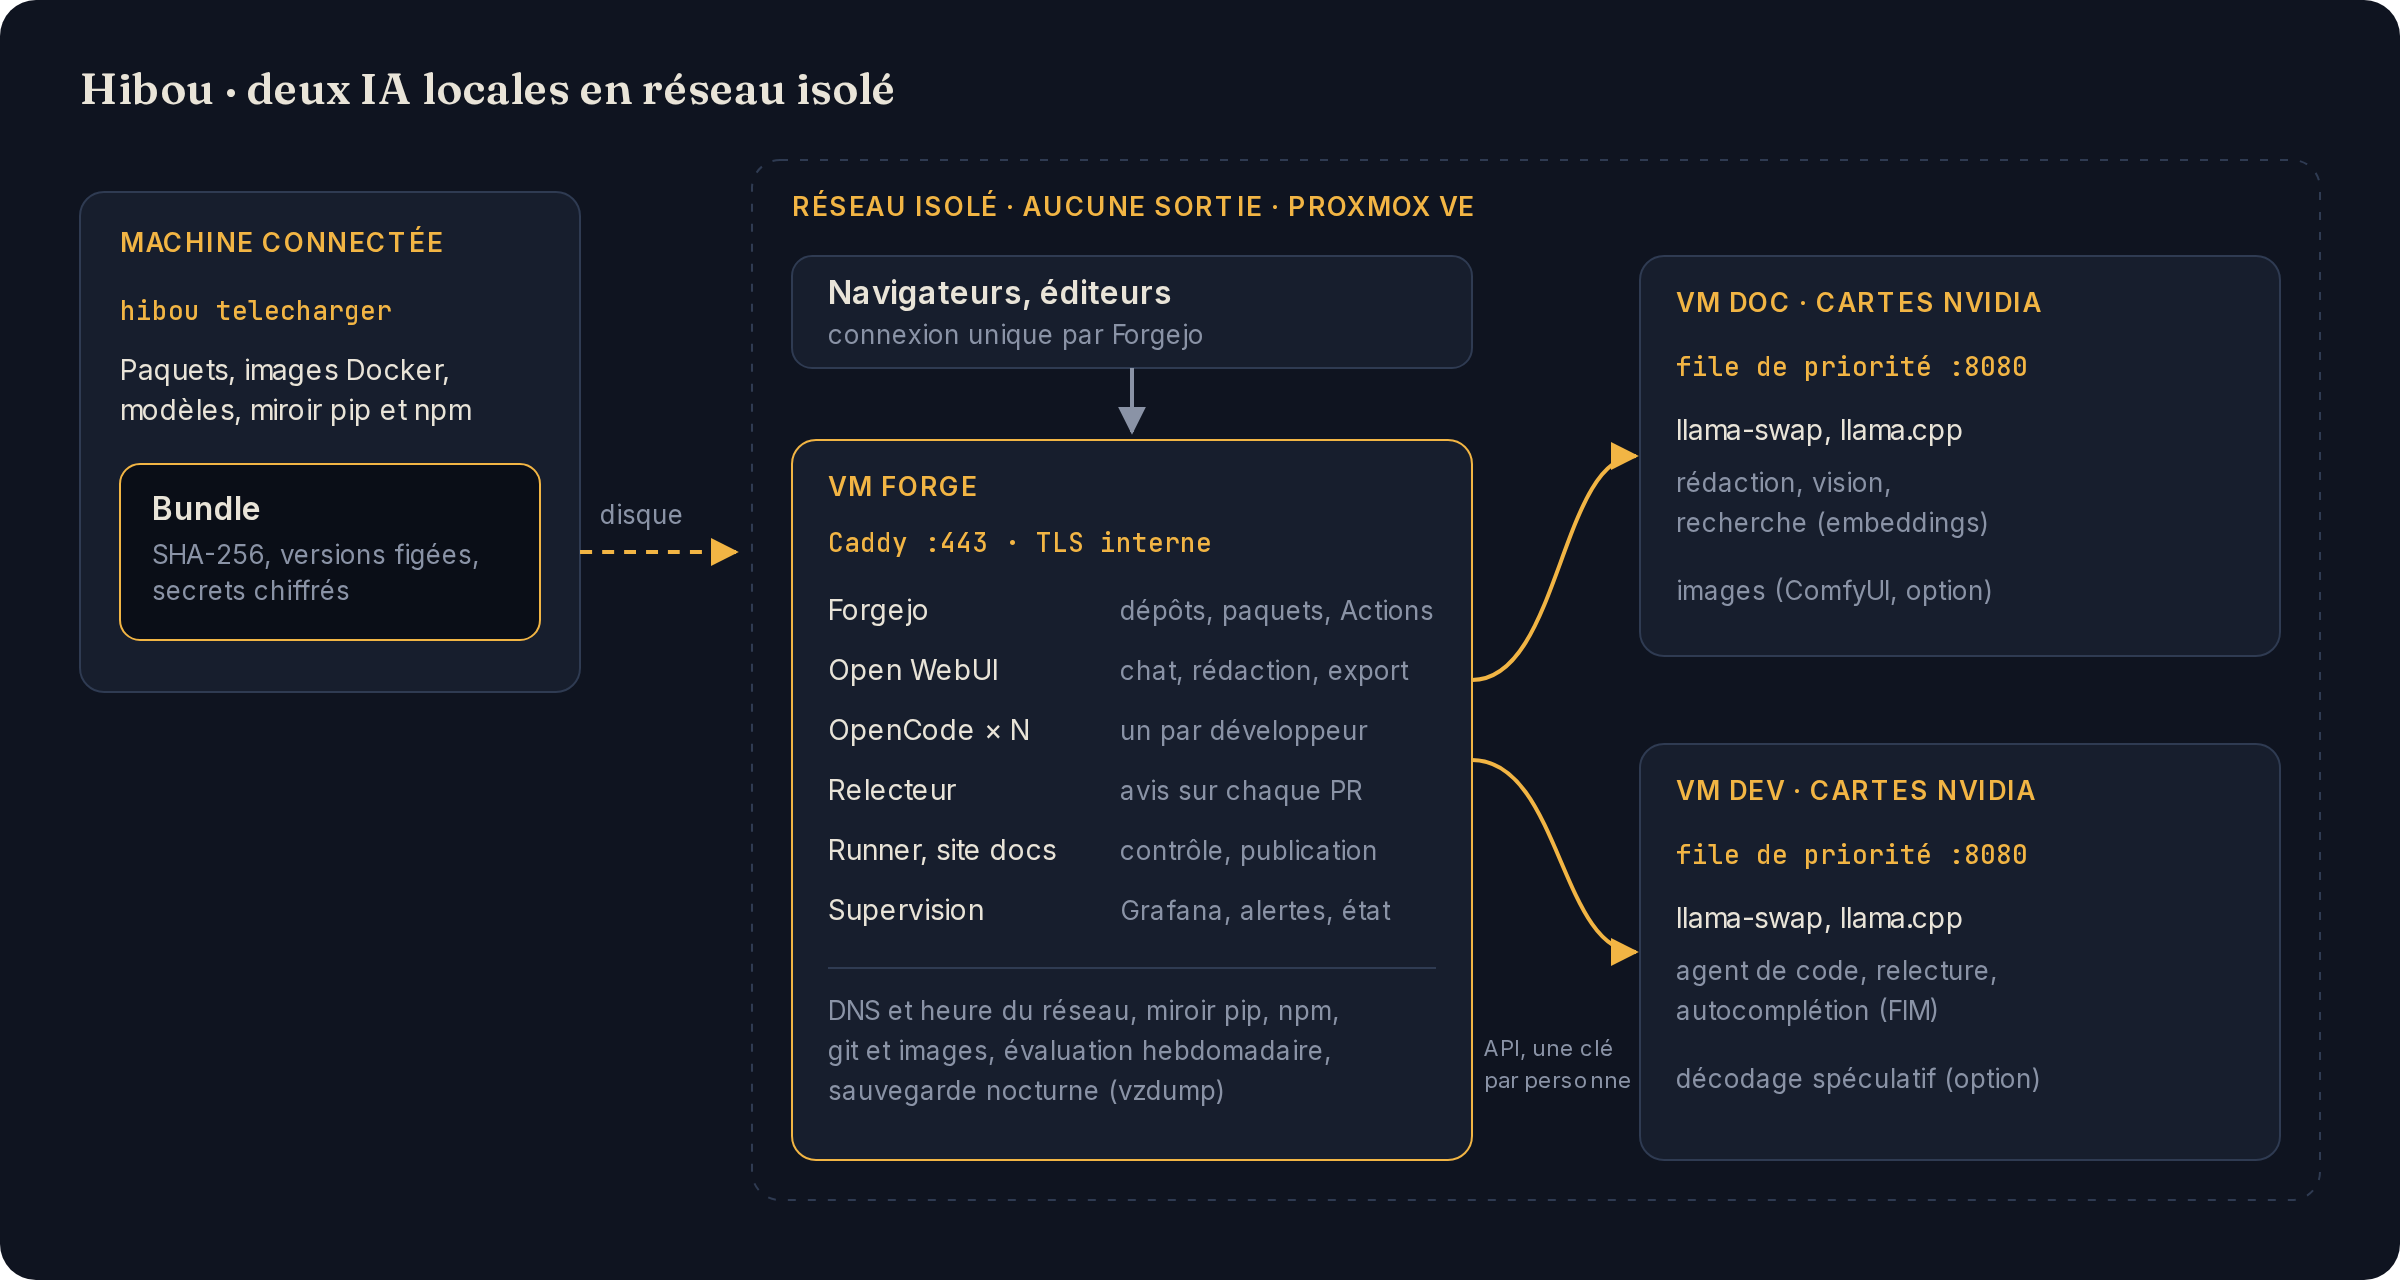 Hibou · deux IA locales en réseau isolé
MACHINE CONNECTÉE
hibou telecharger
Paquets, images Docker,
modèles, miroir pip et npm
Bundle
SHA-256, versions figées,
secrets chiffrés
disque
RÉSEAU ISOLÉ · AUCUNE SORTIE · PROXMOX VE
Navigateurs, éditeurs
connexion unique par Forgejo
VM FORGE
Caddy :443 · TLS interne
Forgejo dépôts, paquets, Actions
Open WebUI chat, rédaction, export
OpenCode × N un par développeur
Relecteur avis sur chaque PR
Runner, site docs contrôle, publication
Supervision Grafana, alertes, état
DNS et heure du réseau, miroir pip, npm,
git et images, évaluation hebdomadaire,
sauvegarde nocturne (vzdump)
API, une clé
par personne
VM DOC · CARTES NVIDIA
file de priorité :8080
llama-swap, llama.cpp
rédaction, vision,
recherche (embeddings)
images (ComfyUI, option)
VM DEV · CARTES NVIDIA
file de priorité :8080
llama-swap, llama.cpp
agent de code, relecture,
autocomplétion (FIM)
décodage spéculatif (option)